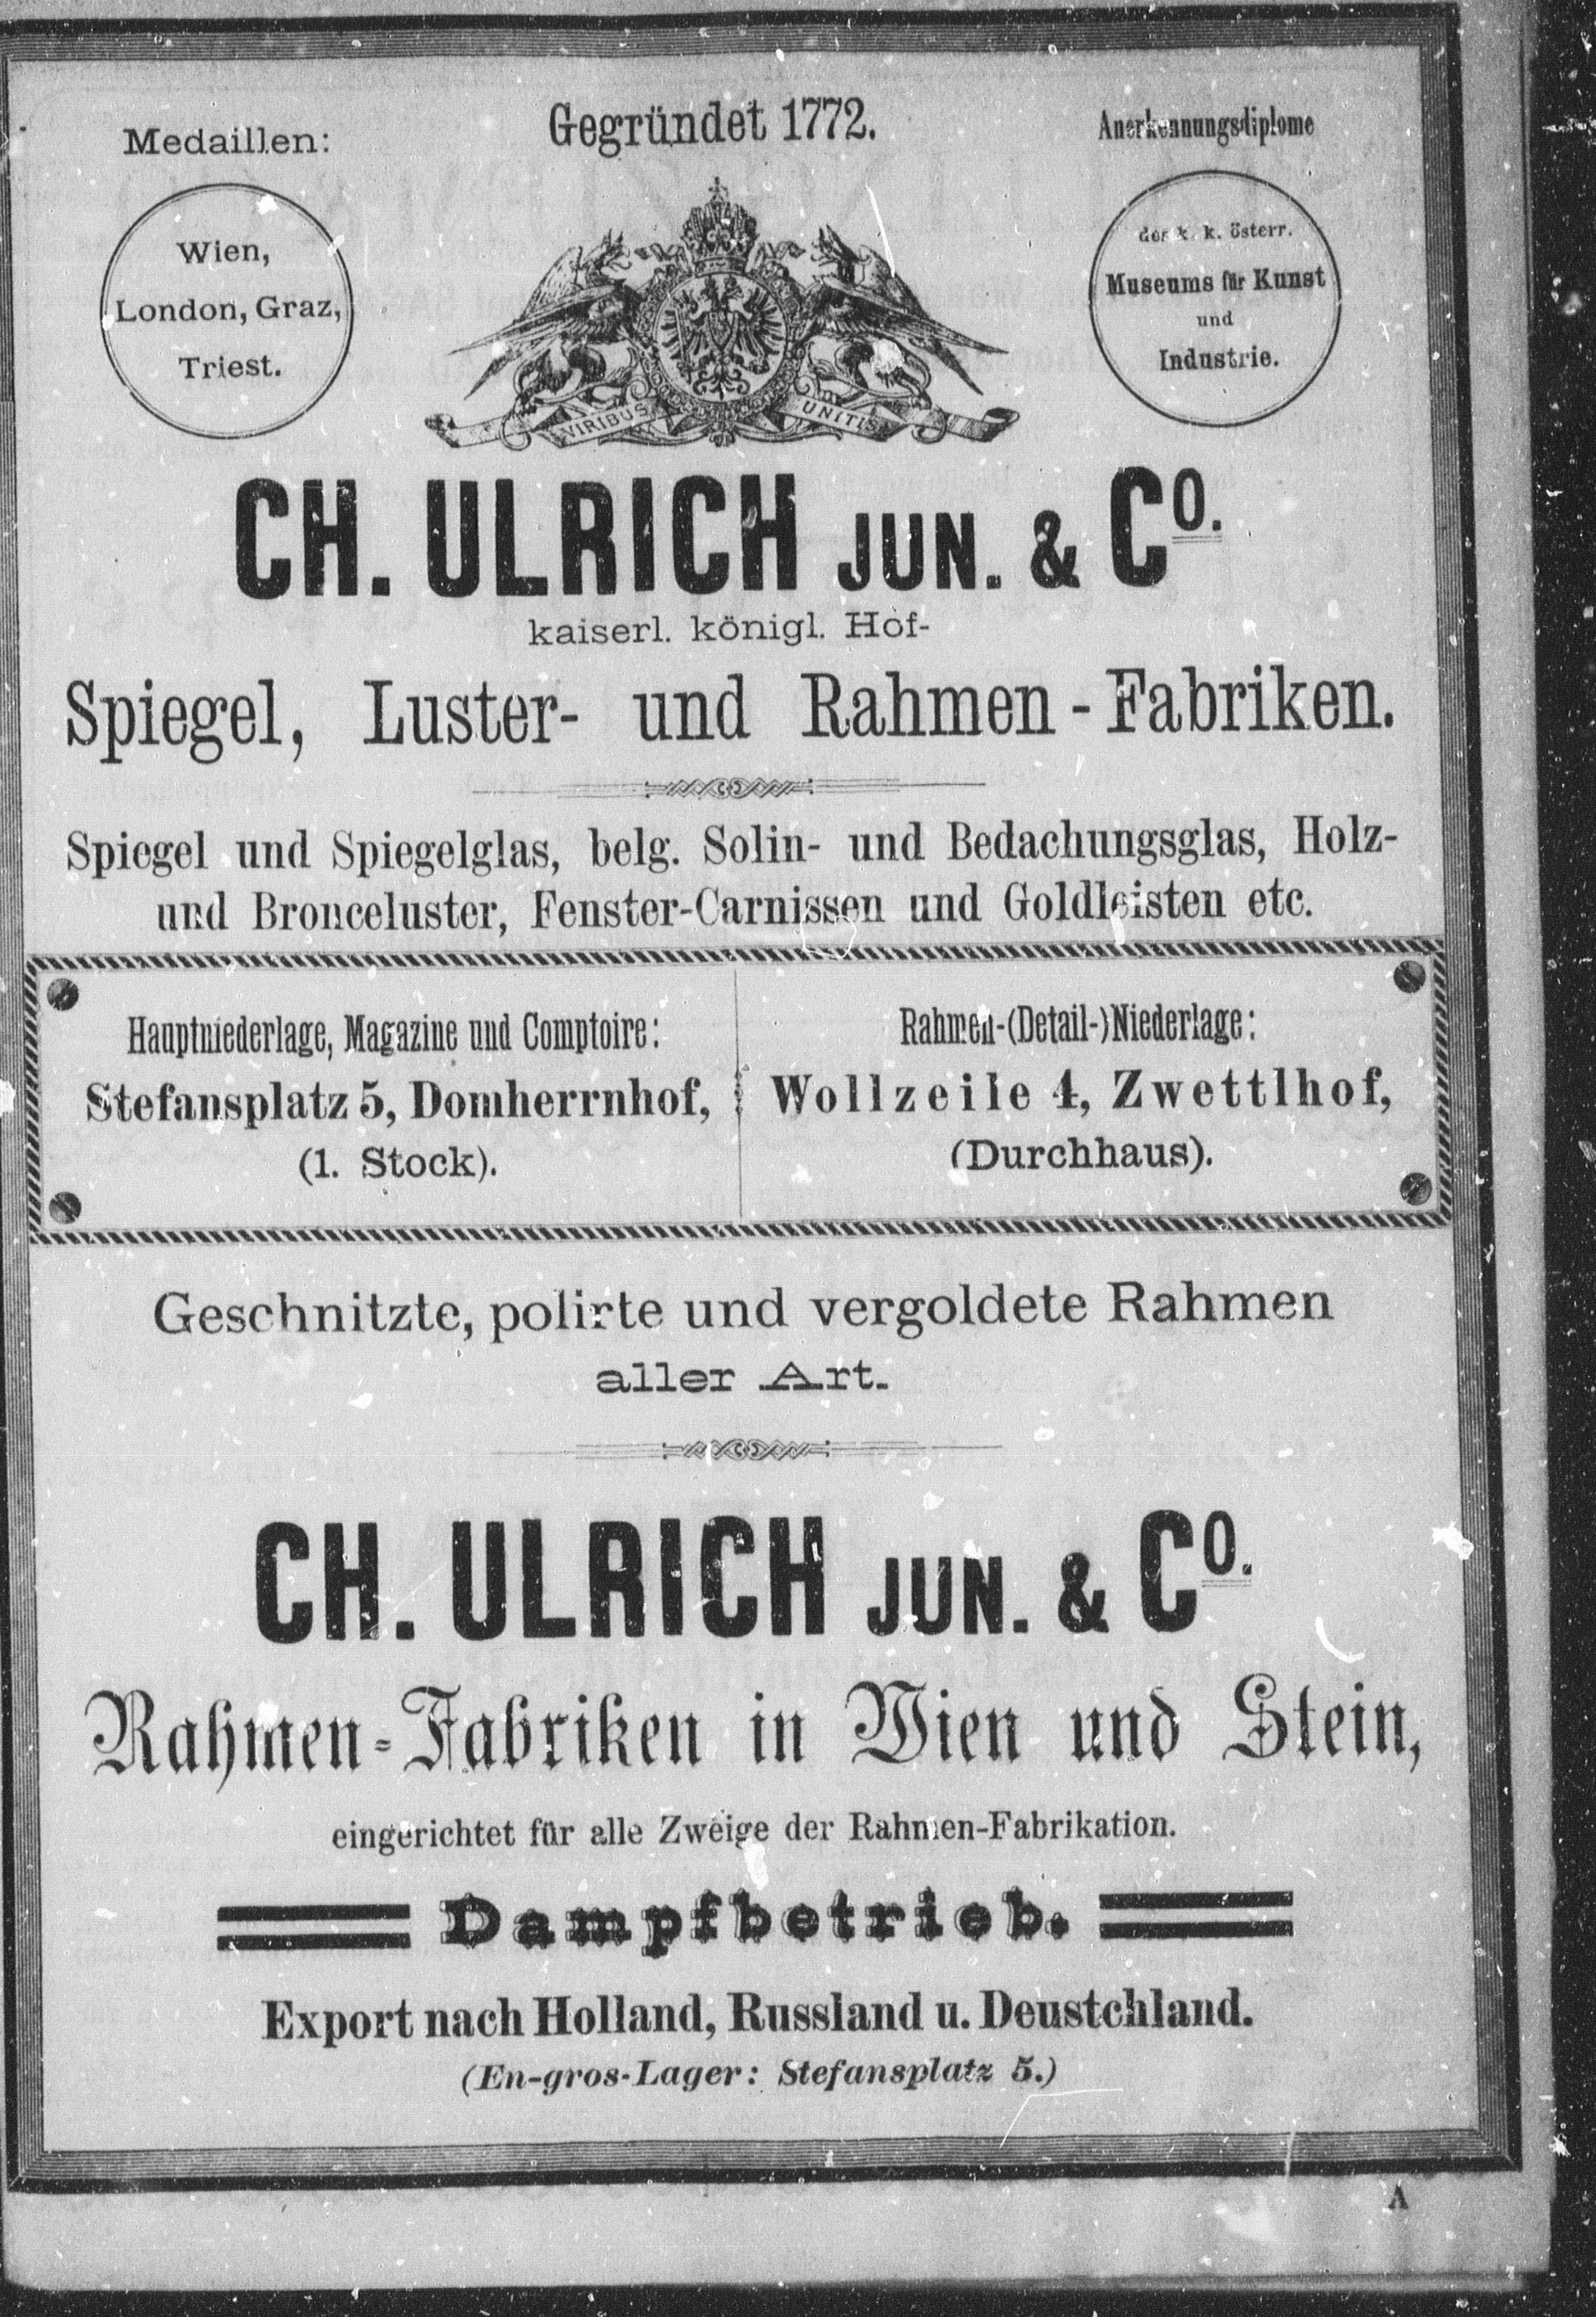 Medaillen:
Wien,
London, Graz,
Triest.
Gegründet 1772.
VIRIBUS UNITIS
Anerkennungsdiplome
des k. k. österr.
Museums für Kunst
und
Industrie.
CH. ULRICH JUN. & CO.
kaiserl. königl. Hof-
Spiegel, Luster- und Rahmen-Fabriken.
Spiegel und Spiegelglas, belg. Solin- und Bedachungsglas, Holz-
und Bronceluster, Fenster-Carnissen und Goldleisten etc.
Hauptniederlage, Magazine und Comptoire:
Stefansplatz 5, Domherrnhof,
(1. Stock).
Rahmen-(Detail-)Niederlage:
Wollzeile 4, Zwettlhof,
(Durchhaus).
Geschnitzte, polirte und vergoldete Rahmen
aller Art.
CH. ULRICH JUN. & CO.
Rahmen-Fabriken in Wien und Stein,
eingerichtet für alle Zweige der Rahmen-Fabrikation.
Dampfbetrieb.
Export nach Holland, Russland u. Deustchland.
(En-gros-Lager: Stefansplatz 5.)
A